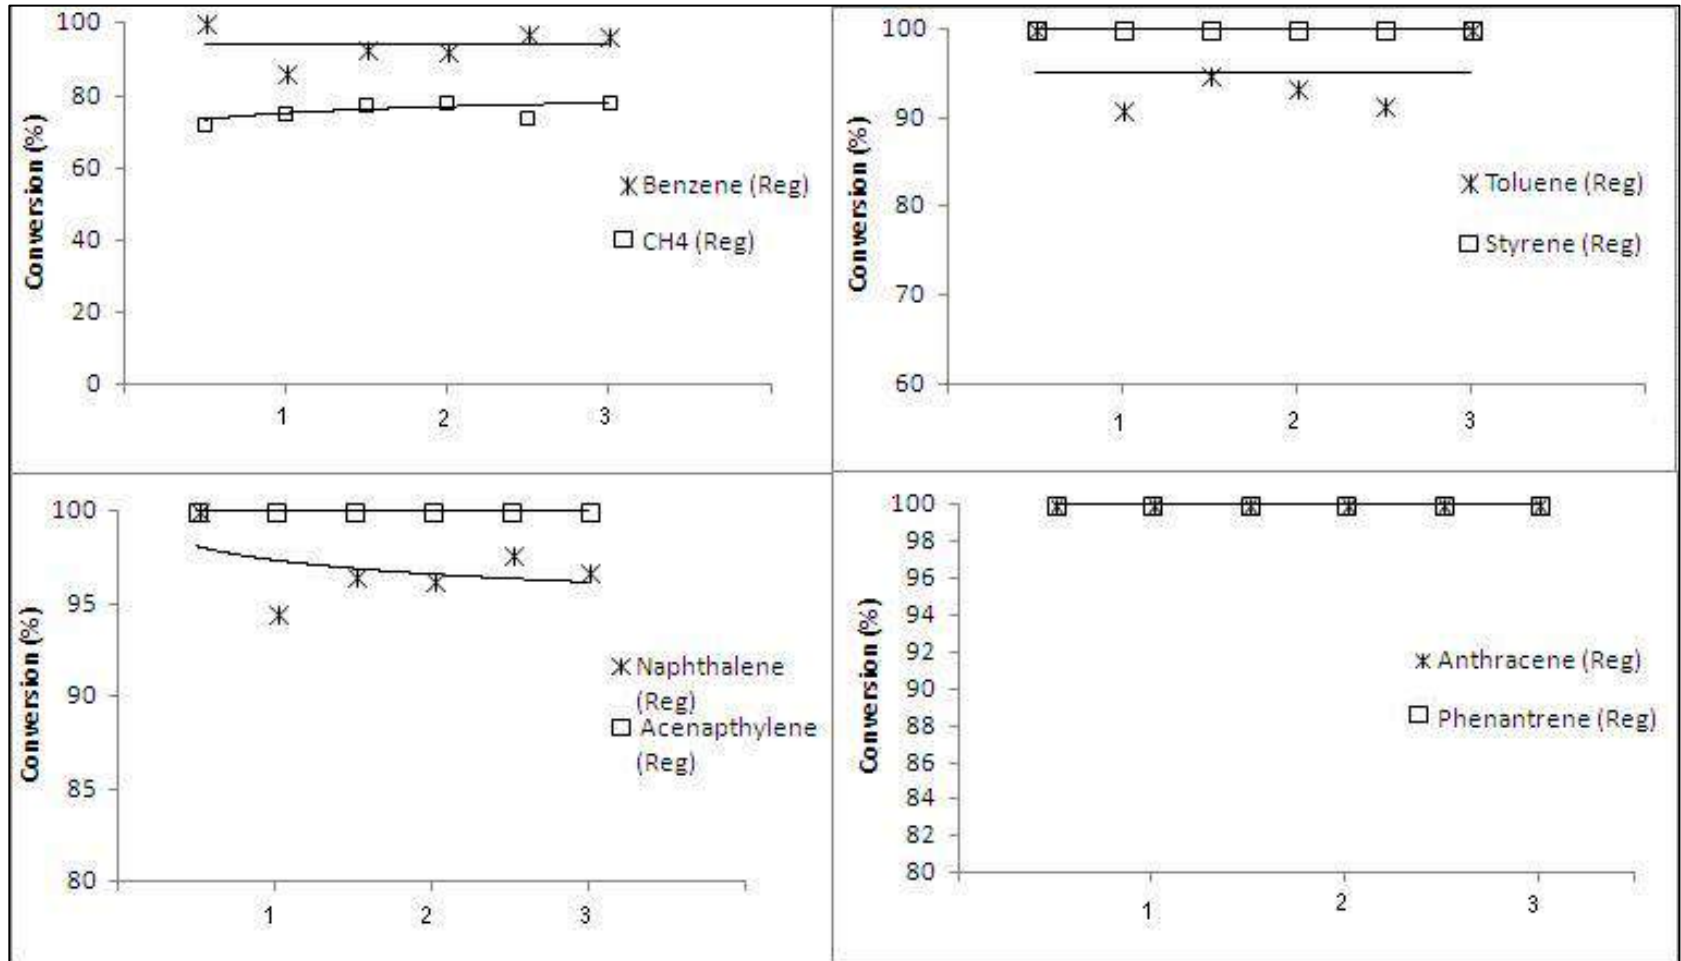 100
80
60
40
20
0
Conversion (%)
1
2
3
Benzene (Reg)
CH4 (Reg)
100
90
80
70
60
Conversion (%)
1
2
3
Toluene (Reg)
Styrene (Reg)
100
95
90
85
80
Conversion (%)
1
2
3
Naphthalene
(Reg)
Acenapthylene
(Reg)
100
98
96
94
92
90
88
86
84
82
80
Conversion (%)
1
2
3
Anthracene (Reg)
Phenantrene (Reg)